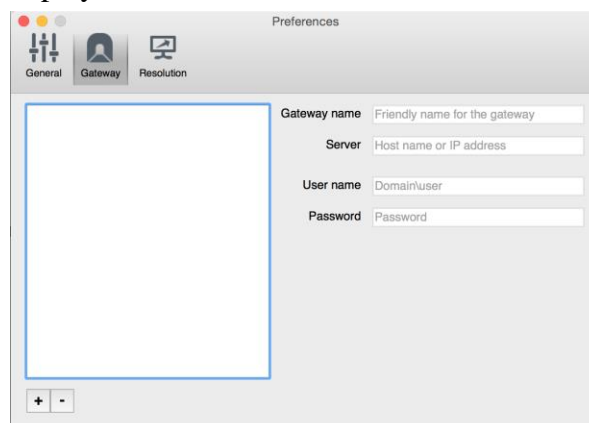 Preferences
General Gateway Resolution
Gateway name Friendly name for the gateway
Server Host name or IP address
User name Domain\user
Password Password
+ -